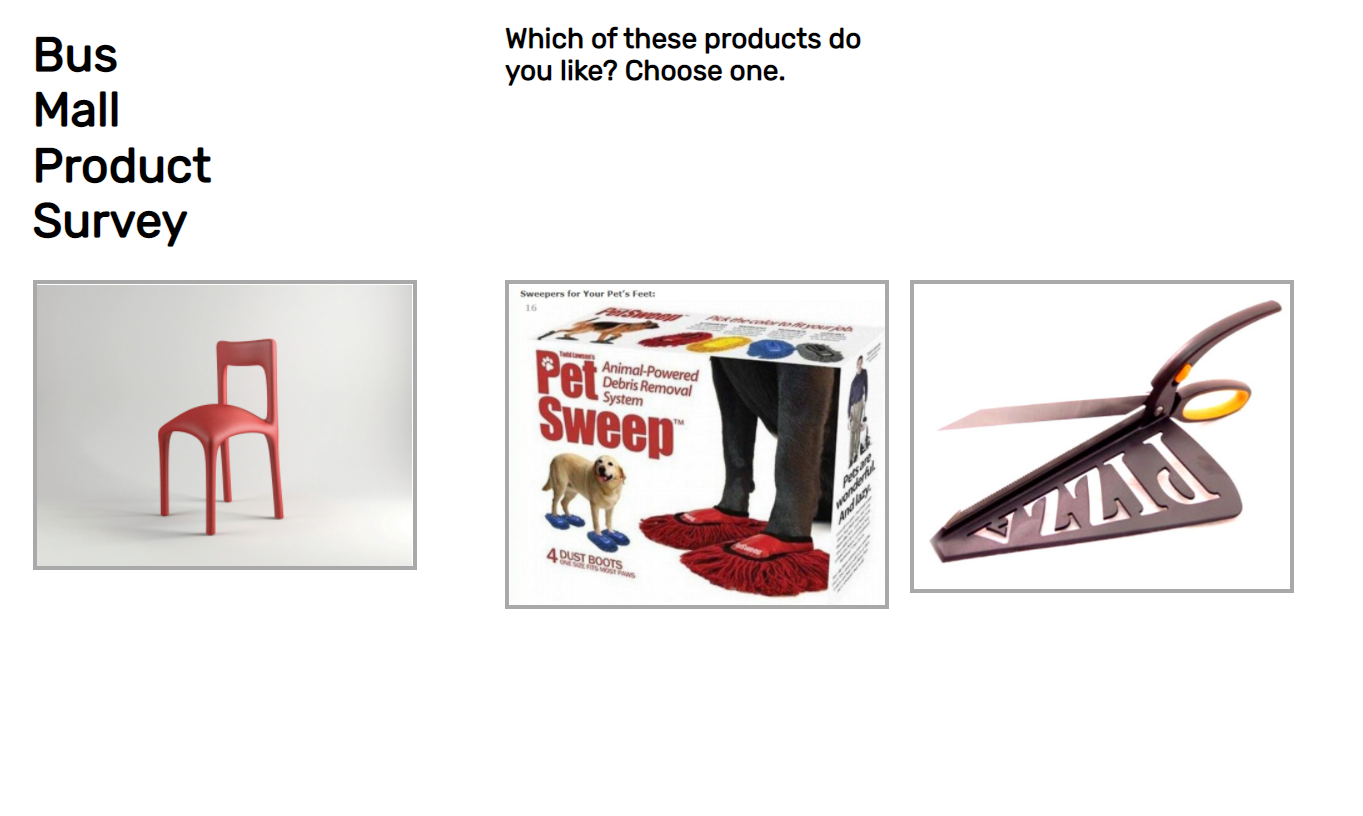 Bus
Mall
Product
Survey
Which of these products do
you like? Choose one.
Sweepers for Your Pet's Feet:
16
PetSweep
Pick the color to fit your job.
Todd Lawson's
Pet
Sweep™
Animal-Powered
Debris Removal
System
4 DUST BOOTS
ONE SIZE FITS MOST PAWS
Pets are
wonderful.
And lazy.
PIZZA